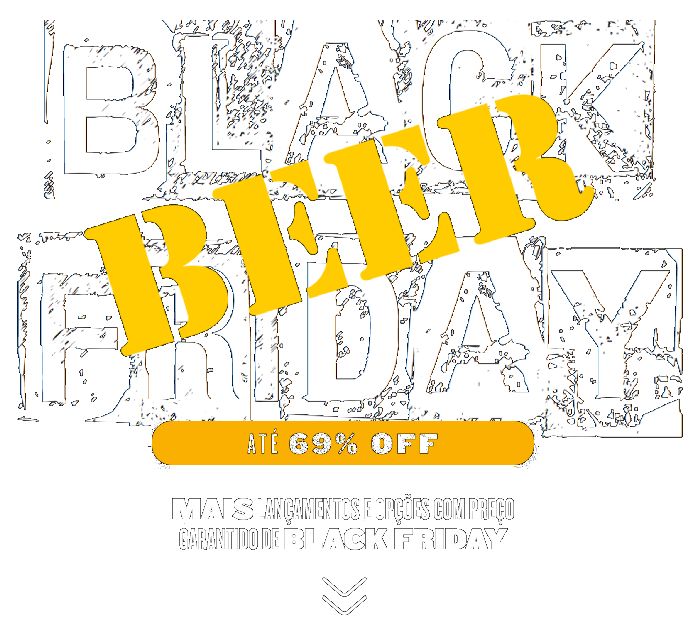 BLACK
BEER
FRIDAY
ATÉ 69% OFF
MAIS LANÇAMENTOS E OPÇÕES COM PREÇO
GARANTIDO DE BLACK FRIDAY